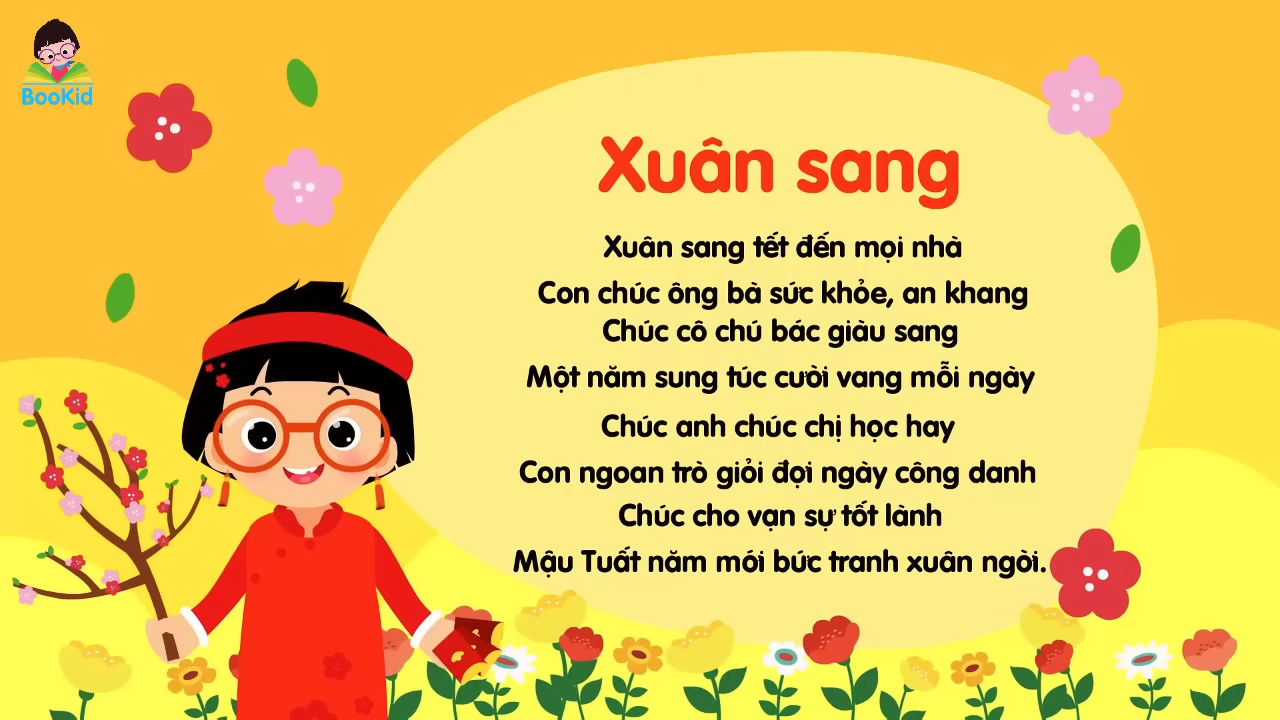 BooKid
Xuân sang
Xuân sang tết đến mọi nhà
Con chúc ông bà sức khỏe, an khang
Chúc cô chú bác giàu sang
Một năm sung túc cười vang mỗi ngày
Chúc anh chúc chị học hay
Con ngoan trò giỏi đợi ngày công danh
Chúc cho vạn sự tốt lành
Mậu Tuất năm mới bức tranh xuân ngời.